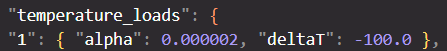 "temperature_loads": {
"1": { "alpha": 0.000002, "deltaT": -100.0 },